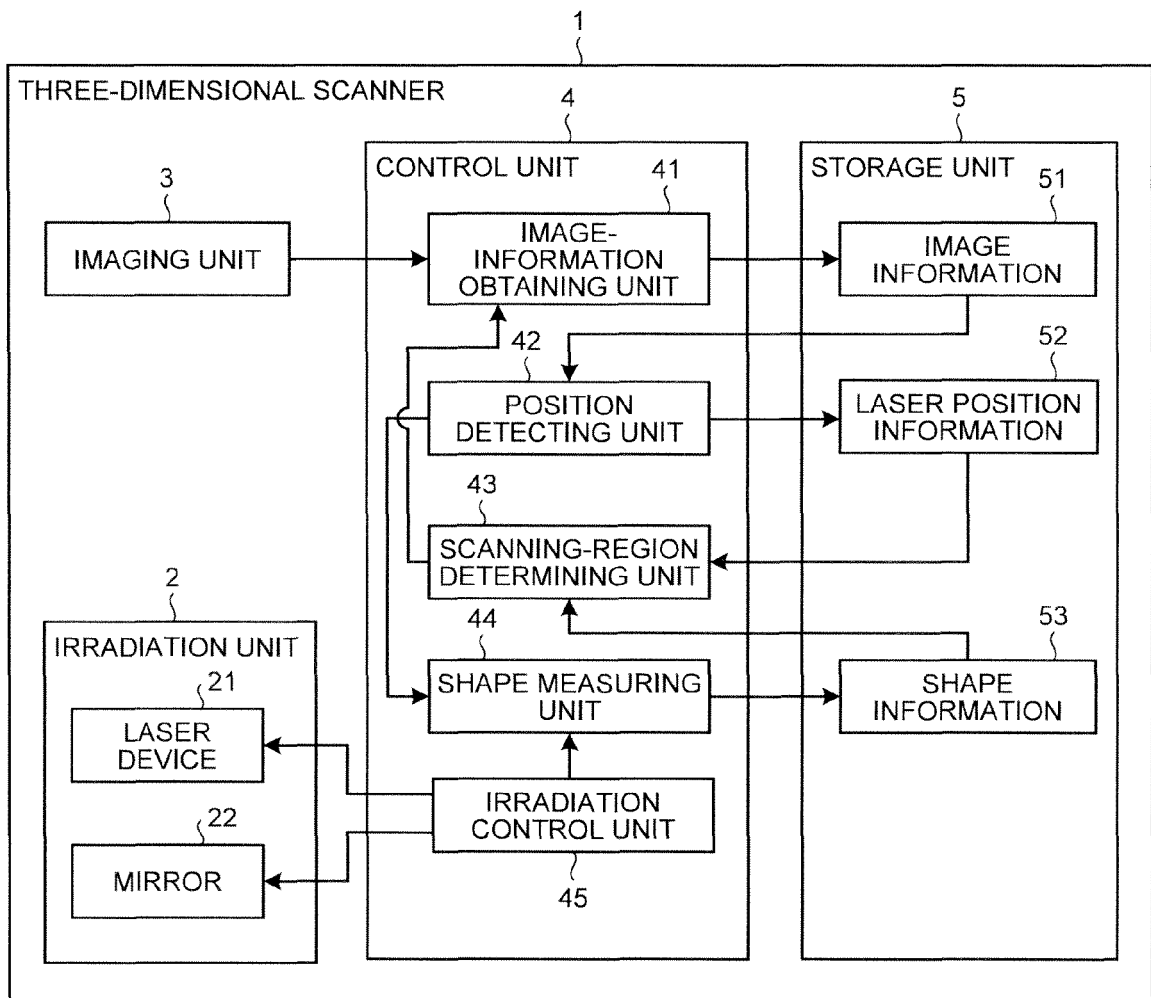 1
THREE-DIMENSIONAL SCANNER
4
5
CONTROL UNIT
STORAGE UNIT
3
41
51
IMAGING UNIT
IMAGE-
INFORMATION
OBTAINING UNIT
IMAGE
INFORMATION
42
52
POSITION
DETECTING UNIT
LASER POSITION
INFORMATION
43
SCANNING-REGION
DETERMINING UNIT
2
44
53
IRRADIATION UNIT
SHAPE MEASURING
UNIT
SHAPE
INFORMATION
21
LASER
DEVICE
IRRADIATION
CONTROL UNIT
22
MIRROR
45